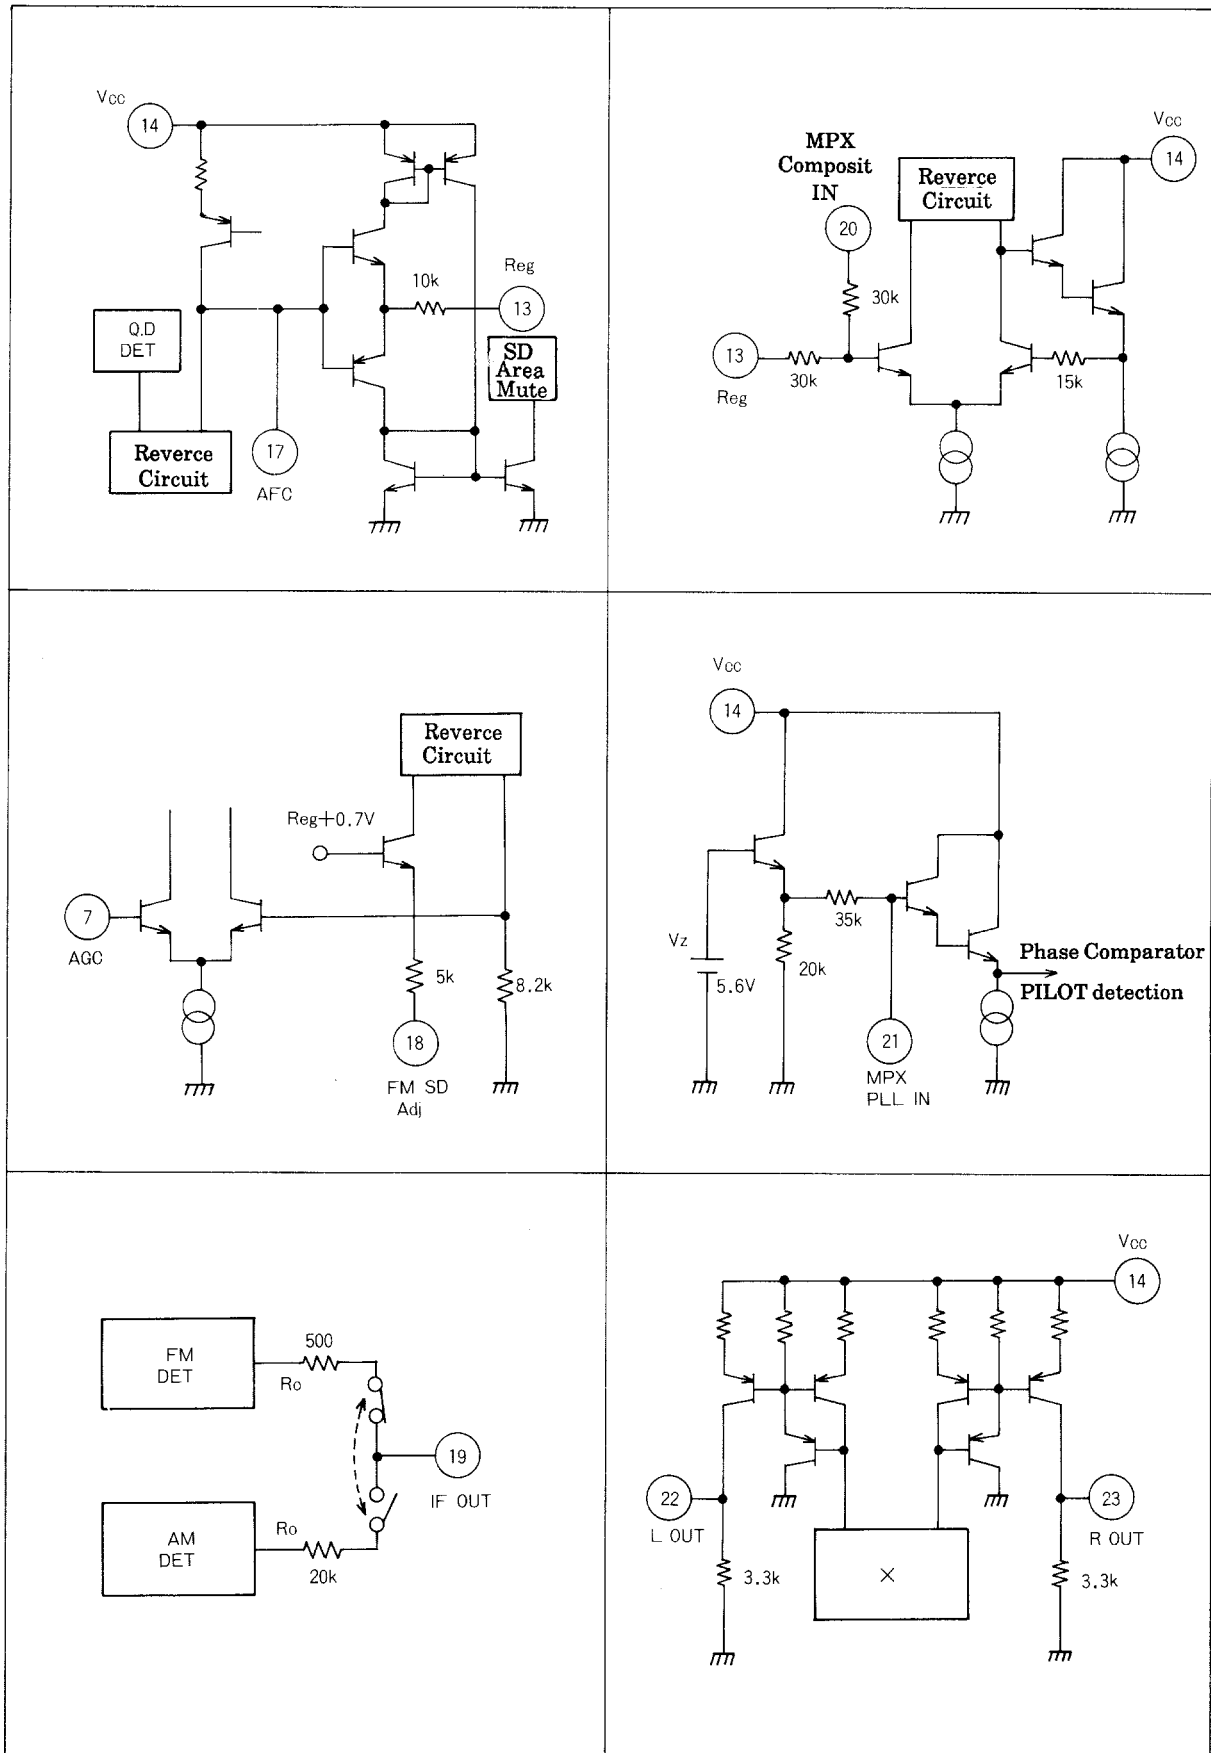 Vcc
14
Reg
10k
13
Q.D
DET
SD
Area
Mute
Reverce
Circuit
17
AFC
Vcc
14
MPX
Composit
IN
Reverce
Circuit
20
30k
13
30k
15k
Reg
Reverce
Circuit
Reg+0.7V
7
AGC
5k
8.2k
18
FM SD
Adj
Vcc
14
35k
Vz
20k
5.6V
Phase Comparator
PILOT detection
21
MPX
PLL IN
FM
DET
500
Ro
19
IF OUT
AM
DET
Ro
20k
Vcc
14
22
L OUT
23
R OUT
3.3k
×
3.3k